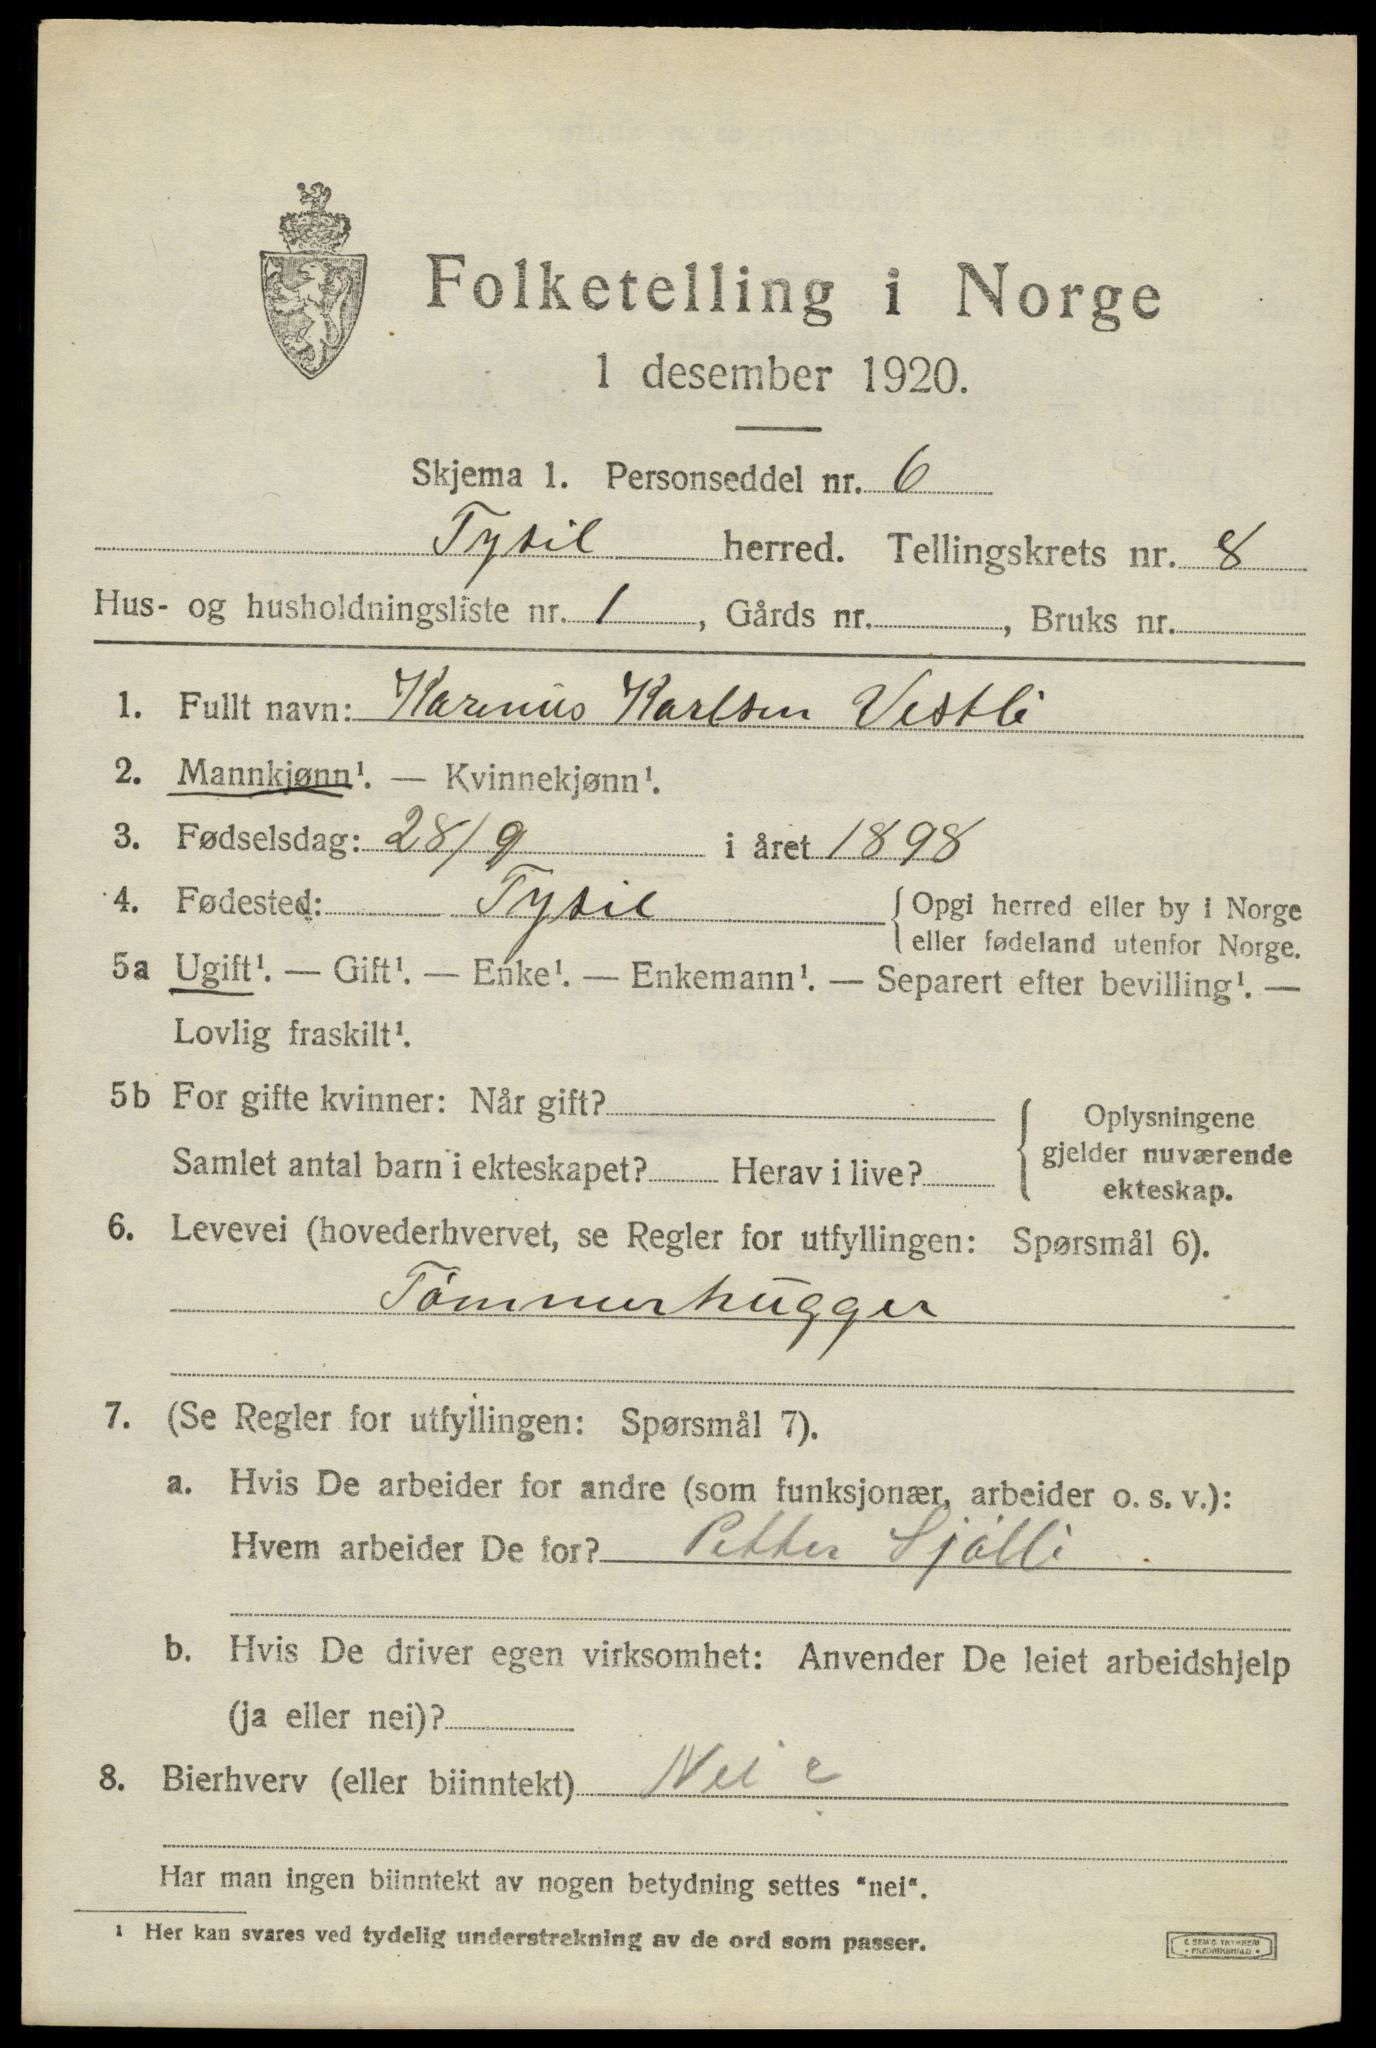 Folketelling i Norge
1 desember 1920.
Skjema 1. Personseddel nr. 6
Tysil herred. Tellingskrets nr. 8
Hus- og husholdningsliste nr. 1, Gårds nr. , Bruks nr.
1. Fullt navn: Karenus Karlsen Vestli
2. Mannkjønn¹. — Kvinnekjønn¹.
3. Fødselsdag: 28/9 i året 1898
4. Fødested: Tysil { Opgi herred eller by i Norge
eller fødeland utenfor Norge.
5a Ugift¹. — Gift¹. — Enke¹. — Enkemann¹. — Separert efter bevilling¹. —
Lovlig fraskilt¹.
5b For gifte kvinner: Når gift?
Samlet antal barn i ekteskapet? Herav i live?
{ Oplysningene
gjelder nuværende
ekteskap.
6. Levevei (hovederhvervet, se Regler for utfyllingen: Spørsmål 6).
Tømmerhugger
7. (Se Regler for utfyllingen: Spørsmål 7).
a. Hvis De arbeider for andre (som funksjonær, arbeider o. s. v.):
Hvem arbeider De for? Petter Sjølli
b. Hvis De driver egen virksomhet: Anvender De leiet arbeidshjelp
(ja eller nei)?
8. Bierhverv (eller biinntekt) Nei
Har man ingen biinntekt av nogen betydning settes "nei".
¹ Her kan svares ved tydelig understrekning av de ord som passer.
E. SEM'S TRYKKERI
• FREDRIKSHALD •